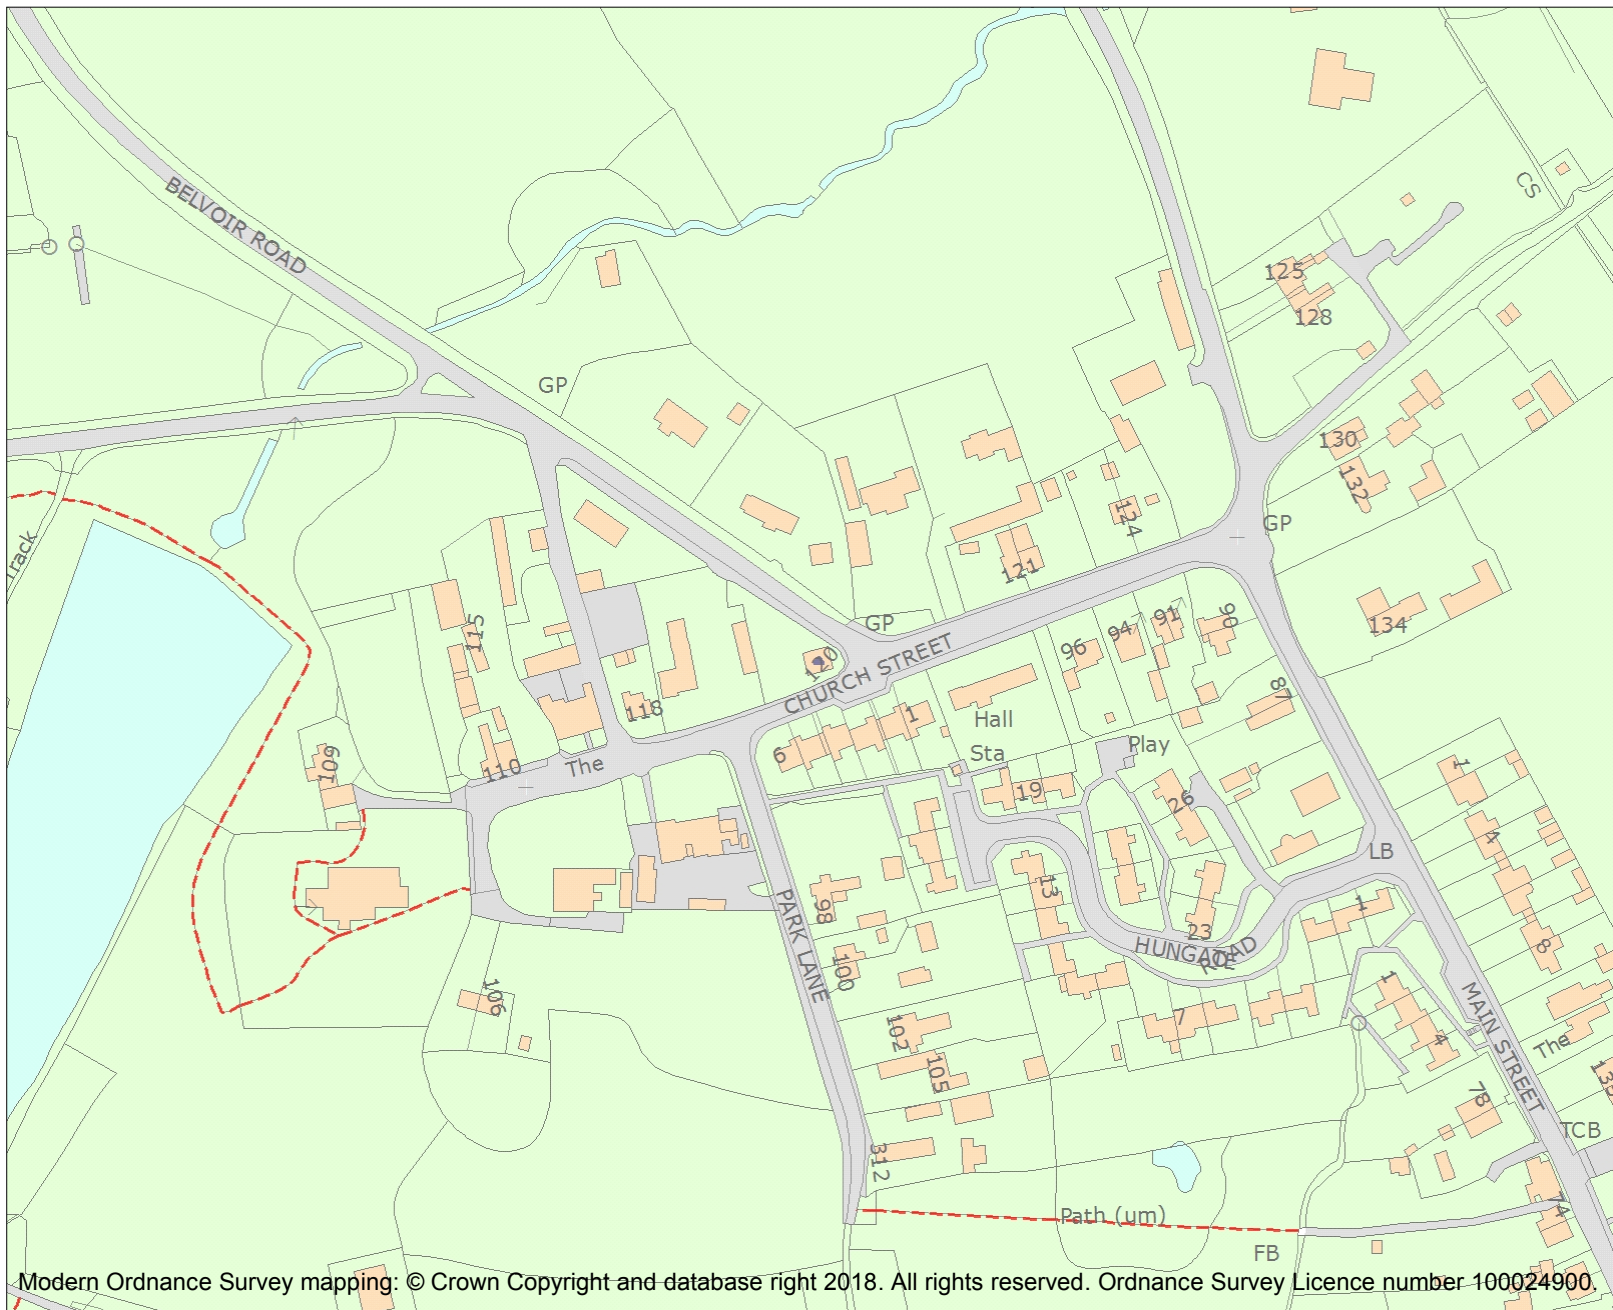 BELVOIR ROAD
CS
125
128
GP
130
132
124
GP
121
115
134
GP
96
94
91
90
120
CHURCH STREET
87
118
1
Hall
Sta
Play
6
109
110
The
19
26
1
4
LB
13
98
PARK LANE
23
1
8
HUNGATE
ROAD
100
106
1
7
4
MAIN STREET
102
105
The
78
TCB
312
Path (um)
74
FB
Track
Modern Ordnance Survey mapping: © Crown Copyright and database right 2018. All rights reserved. Ordnance Survey Licence number 100024900.